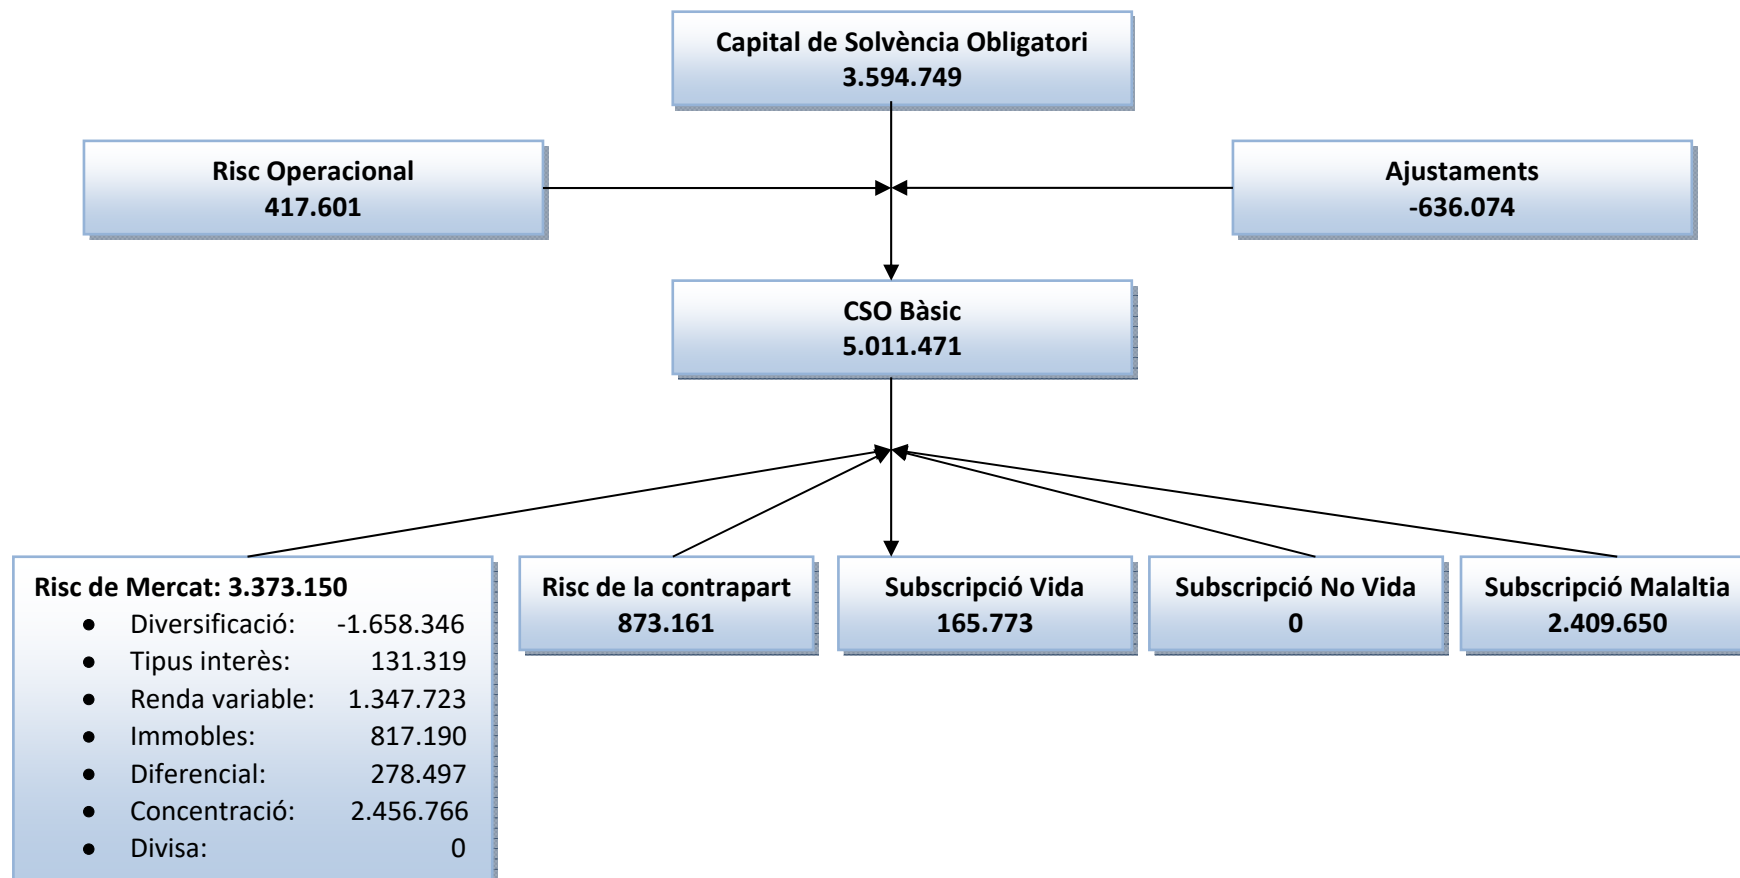 Capital de Solvència Obligatori
3.594.749
Risc Operacional
417.601
Ajustaments
-636.074
CSO Bàsic
5.011.471
Risc de Mercat: 3.373.150
• Diversificació: -1.658.346
• Tipus interès: 131.319
• Renda variable: 1.347.723
• Immobles: 817.190
• Diferencial: 278.497
• Concentració: 2.456.766
• Divisa: 0
Risc de la contrapart
873.161
Subscripció Vida
165.773
Subscripció No Vida
0
Subscripció Malaltia
2.409.650